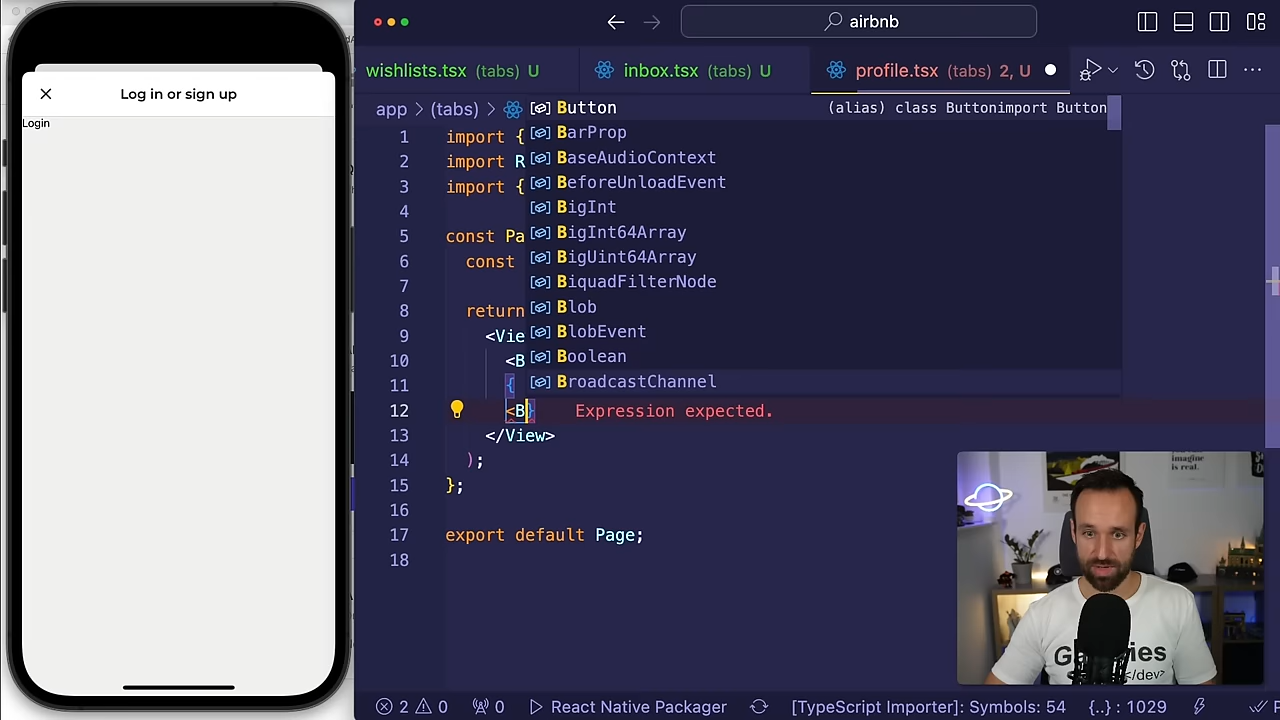 airbnb
wishlists.tsx (tabs) U
inbox.tsx (tabs) U
profile.tsx (tabs) 2, U
app > (tabs) >
Button (alias) class Buttonimport Button
BarProp
BaseAudioContext
BeforeUnloadEvent
BigInt
BigInt64Array
BigUint64Array
BiquadFilterNode
Blob
BlobEvent
Boolean
BroadcastChannel
1 import {
2 import R
3 import {
4
5 const Pa
6 const
7
8 return
9 <Vie
10 <B
11 {
12 <B} Expression expected.
13 </View>
14 );
15 };
16
17 export default Page;
18
Log in or sign up
Login
imagine
is real.
</dev>
2 0 0 React Native Packager [TypeScript Importer]: Symbols: 54 {..} : 1029